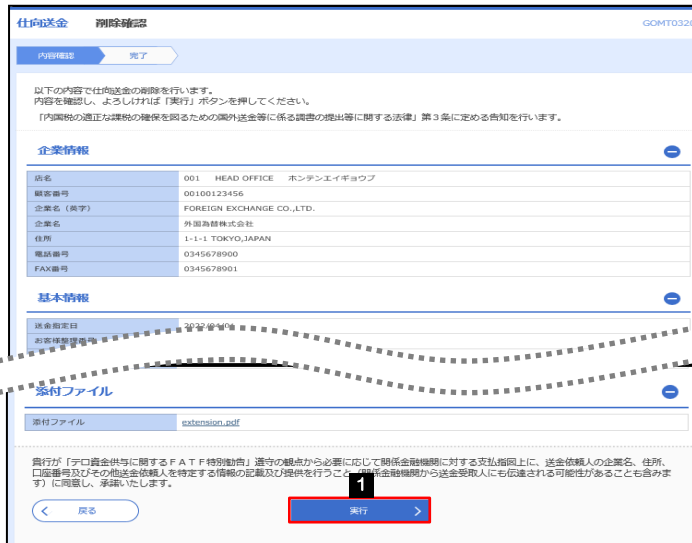 仕向送金 削除確認 GOMT0320
内容確認 完了
以下の内容で仕向送金の削除を行います。
内容を確認し、よろしければ「実行」ボタンを押してください。
「内国税の適正な課税の確保を図るための国外送金等に係る調書の提出等に関する法律」第3条に定める告知を行います。
企業情報
店名 001 HEAD OFFICE ホンテンエイギョウブ
顧客番号 00100123456
企業名（英字） FOREIGN EXCHANGE CO.,LTD.
企業名 外国為替株式会社
住所 1-1-1 TOKYO,JAPAN
電話番号 0345678900
FAX番号 0345678901
基本情報
送金指定日 2022/04/01
お客様整理番号
添付ファイル
添付ファイル extension.pdf
貴行が「テロ資金供与に関するＦＡＴＦ特別勧告」遵守の観点から必要に応じて関係金融機関に対する支払指図上に、送金依頼人の企業名、住所、
口座番号及びその他送金依頼人を特定する情報の記載及び提供を行うこと（関係金融機関から送金受取人にも伝達される可能性があることも含みま
す）に同意し、承諾いたします。
1
戻る 実行